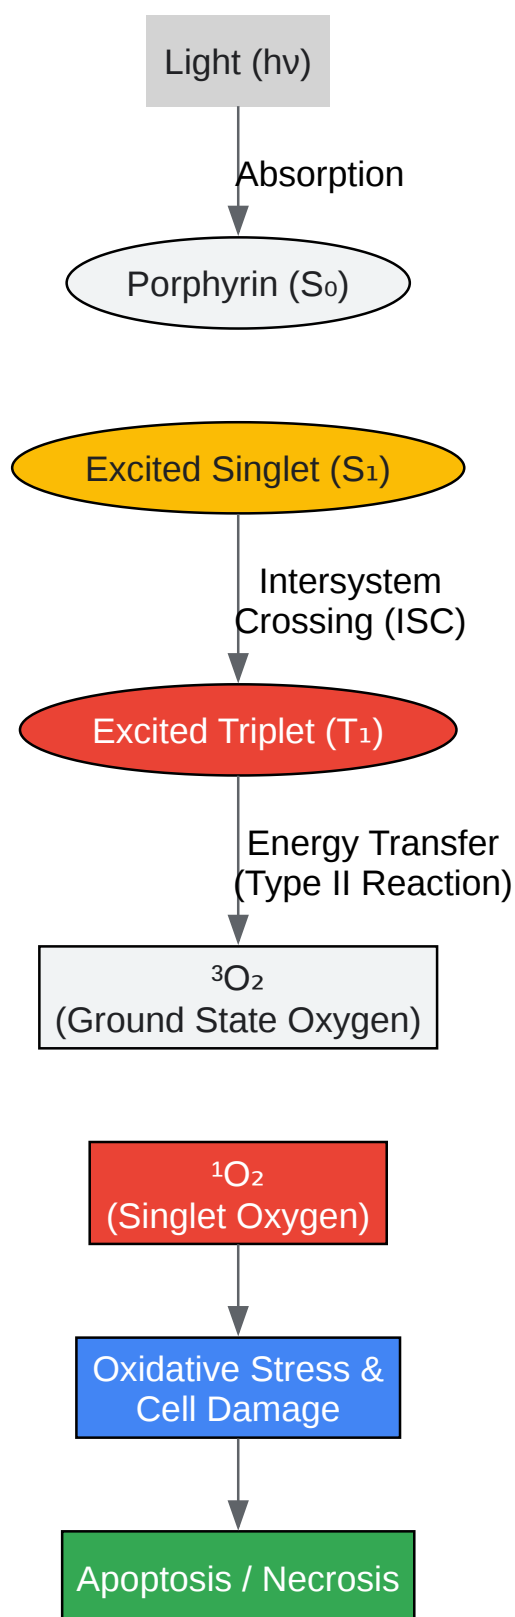 Light (hν)
Absorption
Porphyrin (S₀)
Excited Singlet (S₁)
Intersystem
Crossing (ISC)
Excited Triplet (T₁)
Energy Transfer
(Type II Reaction)
³O₂
(Ground State Oxygen)
¹O₂
(Singlet Oxygen)
Oxidative Stress &
Cell Damage
Apoptosis / Necrosis